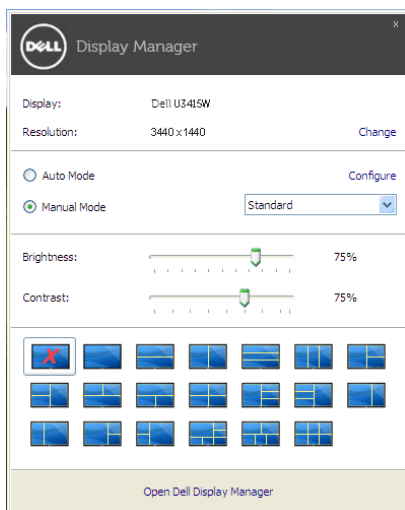 x
DELL Display Manager
Display: Dell U3415W
Resolution: 3440 x 1440 Change
Auto Mode Configure
Manual Mode Standard
Brightness: 75%
Contrast: 75%
X
Open Dell Display Manager